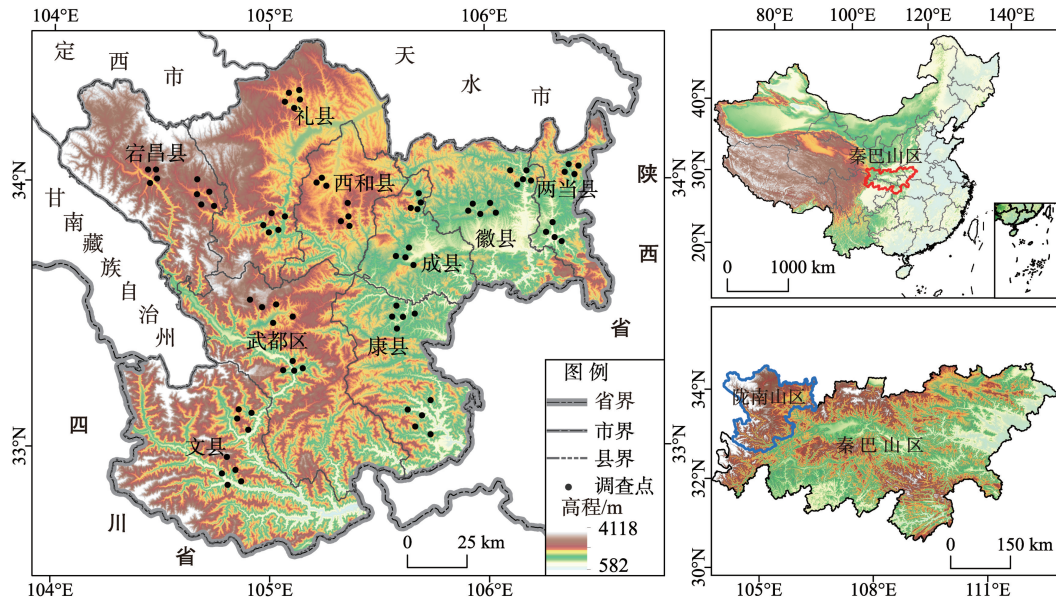 104°E 105°E 106°E
定 西 市
天 水 市
礼县
宕昌县
西和县
两当县
徽县
成县
武都区
康县
文县
34°N
33°N
34°N
33°N
甘南藏族自治州
陕西省
四川省
图 例
省界
市界
县界
调查点
高程/m
4118
582
0 25 km
104°E 105°E 106°E
80°E 100°E 120°E 140°E
40°N
30°N
20°N
秦巴山区
0 1000 km
34°N
32°N
30°N
陇南山区
秦巴山区
0 150 km
105°E 108°E 111°E